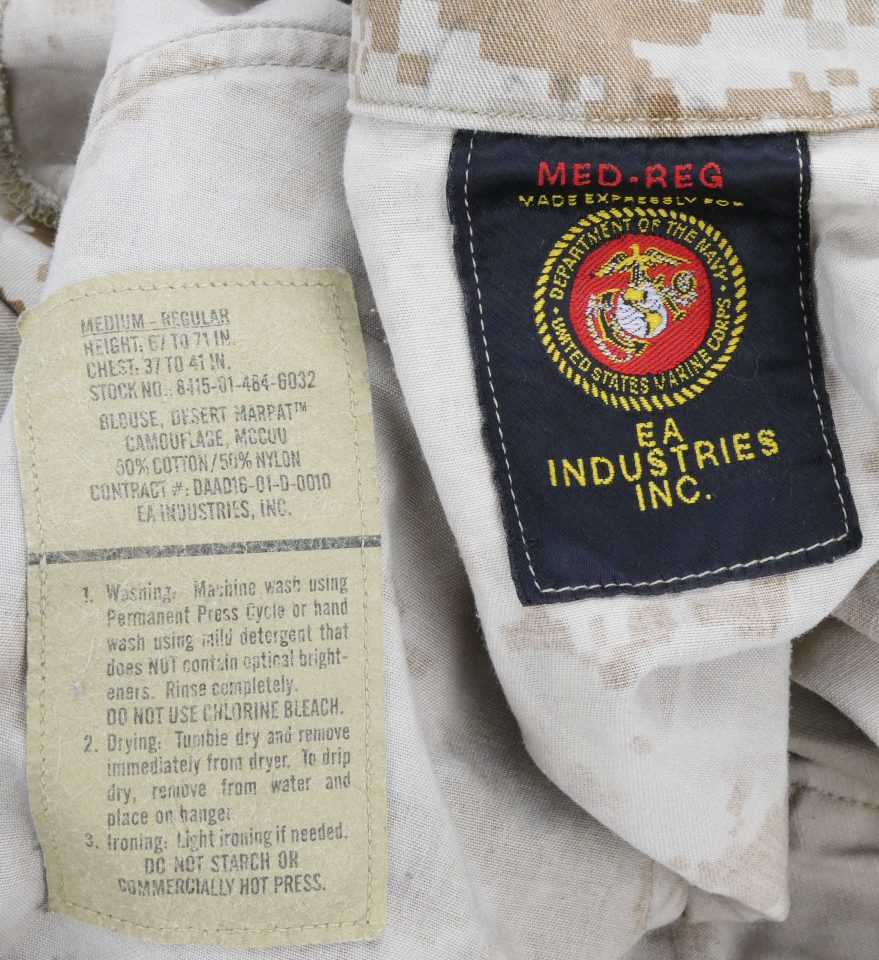 MEDIUM - REGULAR
HEIGHT: 67 TO 71 IN.
CHEST: 37 TO 41 IN.
STOCK NO.: 8415-01-484-6032
BLOUSE, DESERT MARPAT™
CAMOUFLAGE, MCCUU
50% COTTON/50% NYLON
CONTRACT #: DAAD16-01-D-0010
EA INDUSTRIES, INC.
1. Washing: Machine wash using
Permanent Press Cycle or hand
wash using mild detergent that
does NOT contain optical bright-
eners. Rinse completely.
DO NOT USE CHLORINE BLEACH.
2. Drying: Tumble dry and remove
immediately from dryer. To drip
dry, remove from water and
place on hanger.
3. Ironing: Light ironing if needed.
DO NOT STARCH OR
COMMERCIALLY HOT PRESS.
MED-REG
MADE EXPRESSLY FOR
DEPARTMENT OF THE NAVY
UNITED STATES MARINE CORPS
EA
INDUSTRIES
INC.